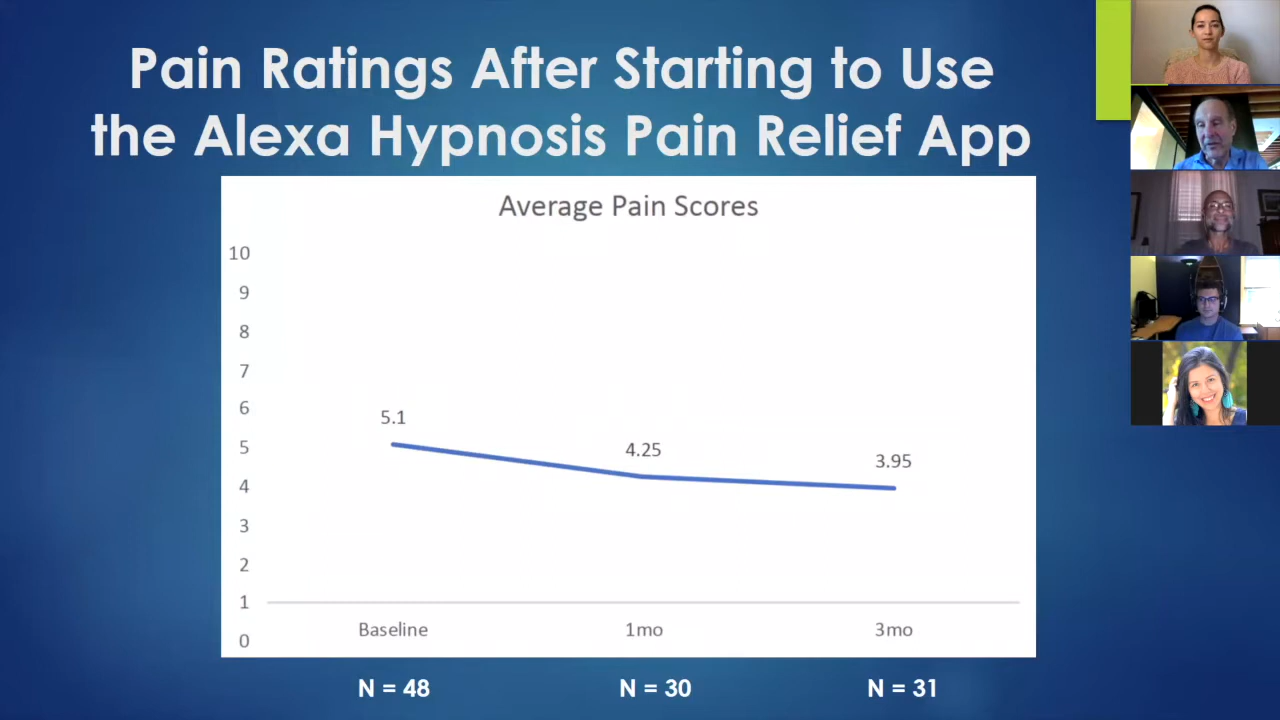 Pain Ratings After Starting to Use
the Alexa Hypnosis Pain Relief App
Average Pain Scores
10
9
8
7
6
5
4
3
2
1
0
5.1
4.25
3.95
Baseline 1mo 3mo
N = 48 N = 30 N = 31